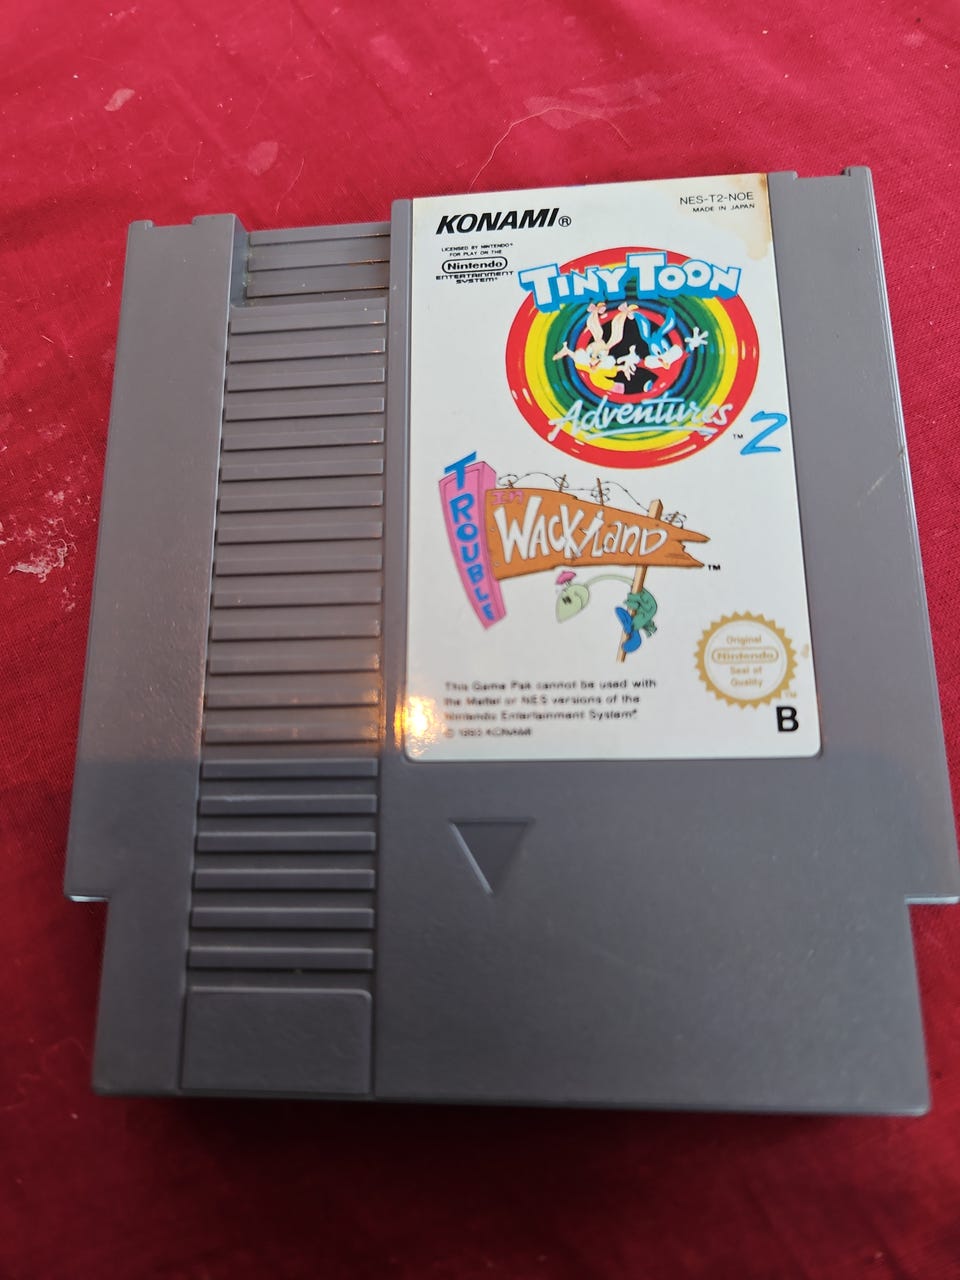 KONAMI®
NES-T2-NOE
MADE IN JAPAN
LICENSED BY NINTENDO®
FOR PLAY ON THE
Nintendo
ENTERTAINMENT
SYSTEM®
TINY TOON
Adventures 2
TM
TROUBLE
IN
WACKYLAND
TM
Original
Nintendo
Seal of
Quality
TM
This Game Pak cannot be used with
the Mattel or NES versions of the
Nintendo Entertainment System®
© 1993 KONAMI
B